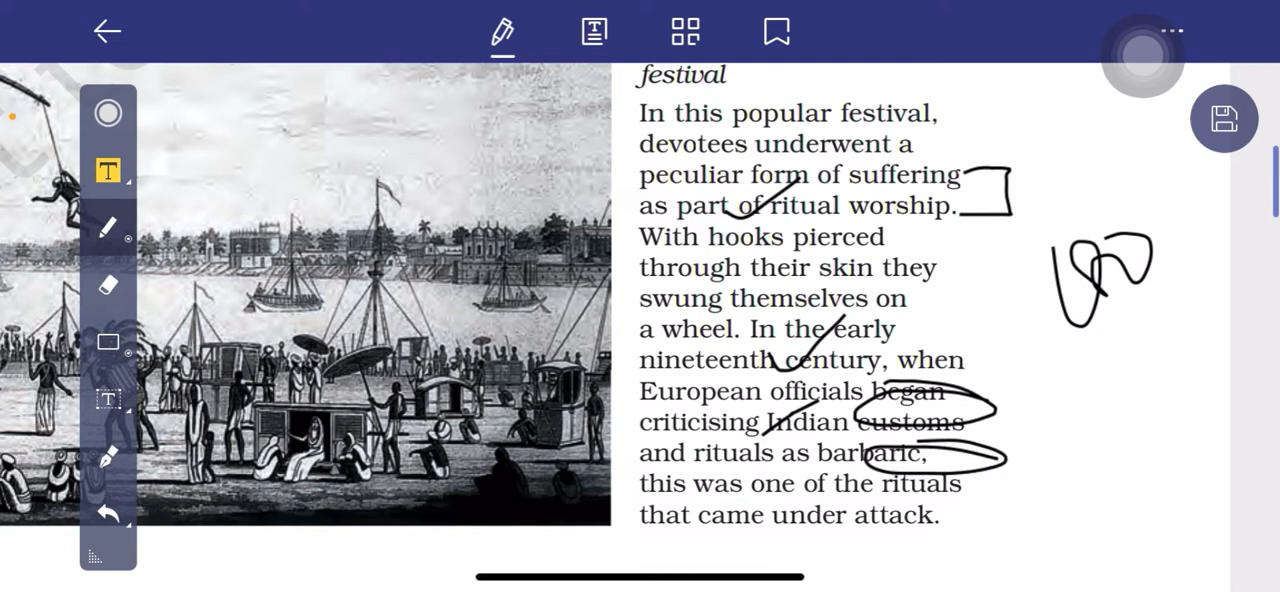 festival
In this popular festival,
devotees underwent a
peculiar form of suffering
as part of ritual worship.
With hooks pierced
through their skin they
swung themselves on
a wheel. In the early
nineteenth century, when
European officials began
criticising Indian customs
and rituals as barbaric,
this was one of the rituals
that came under attack.